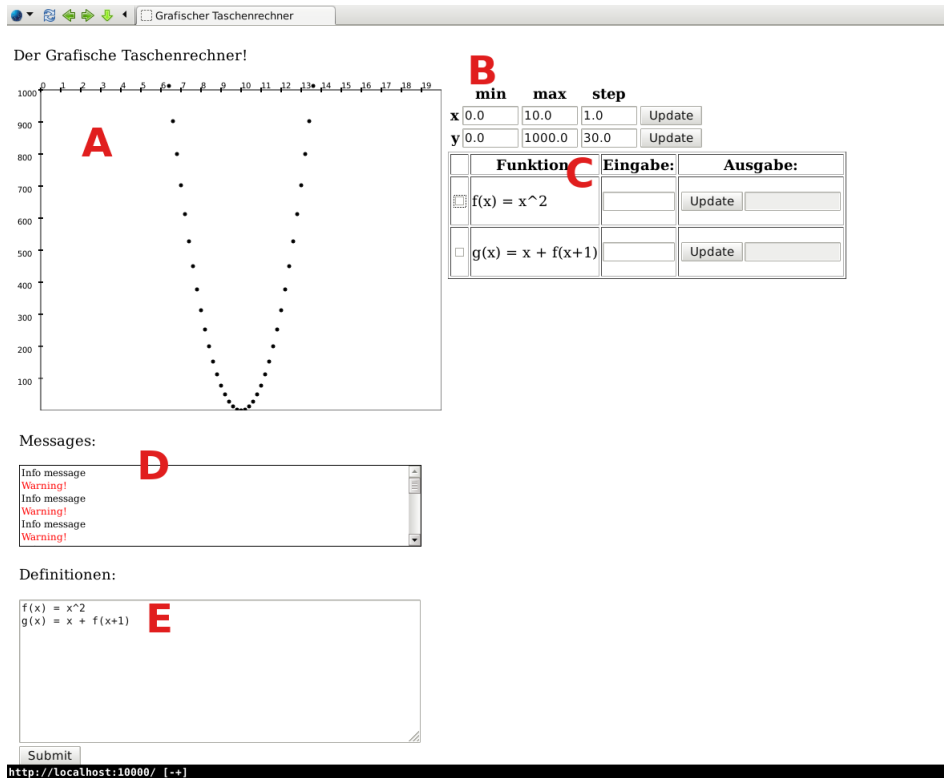 Grafischer Taschenrechner
Der Grafische Taschenrechner!
0 1 2 3 4 5 6 7 8 9 10 11 12 13 14 15 16 17 18 19
1000
900
800
700
600
500
400
300
200
100
A
B
min max step
x 0.0 10.0 1.0 Update
y 0.0 1000.0 30.0 Update
C
Funktion Eingabe: Ausgabe:
f(x) = x^2 Update
g(x) = x + f(x+1) Update
Messages:
D
Info message
Warning!
Info message
Warning!
Info message
Warning!
Definitionen:
E
f(x) = x^2
g(x) = x + f(x+1)
Submit
http://localhost:10000/ [-+]